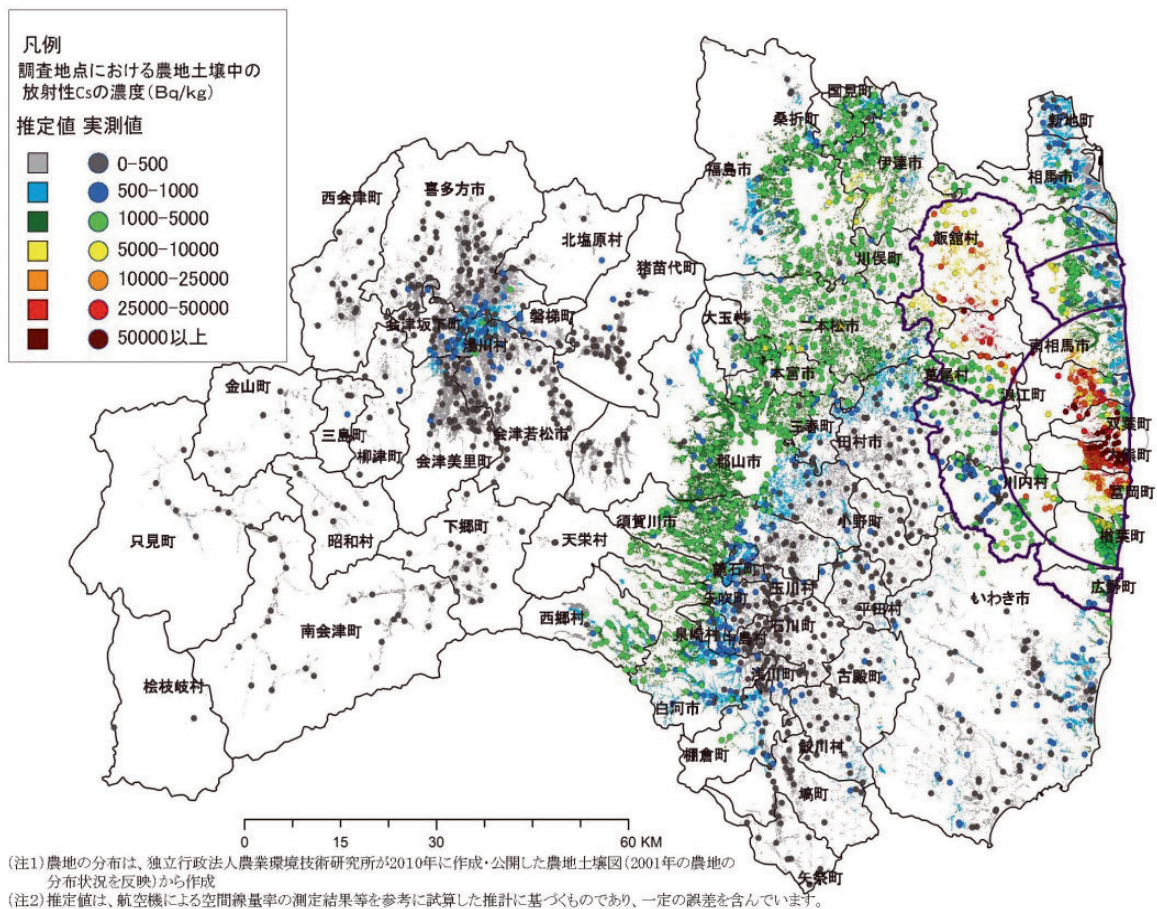 凡例
調査地点における農地土壌中の
放射性Csの濃度(Bq/kg)
推定値 実測値
0-500
500-1000
1000-5000
5000-10000
10000-25000
25000-50000
50000以上
国見町
桑折町
新地町
福島市
伊達市
相馬市
西会津町
喜多方市
北塩原村
飯舘村
川俣町
猪苗代町
大玉村
二本松市
会津坂下町
磐梯町
湯川村
本宮市
南相馬市
葛尾村
浪江町
金山町
三島町
柳津町
会津美里町
会津若松市
三春町
田村市
双葉町
大熊町
郡山市
川内村
富岡町
只見町
昭和村
下郷町
天栄村
須賀川市
小野町
楢葉町
鏡石町
玉川村
矢吹町
平田村
いわき市
広野町
南会津町
西郷村
泉崎村
中島村
石川町
檜枝岐村
浅川町
古殿町
白河市
棚倉町
鮫川村
塙町
矢祭町
0 15 30 60 KM
(注1)農地の分布は、独立行政法人農業環境技術研究所が2010年に作成・公開した農地土壌図(2001年の農地の
分布状況を反映)から作成
(注2)推定値は、航空機による空間線量率の測定結果等を参考に試算した推計に基づくものであり、一定の誤差を含んでいます。